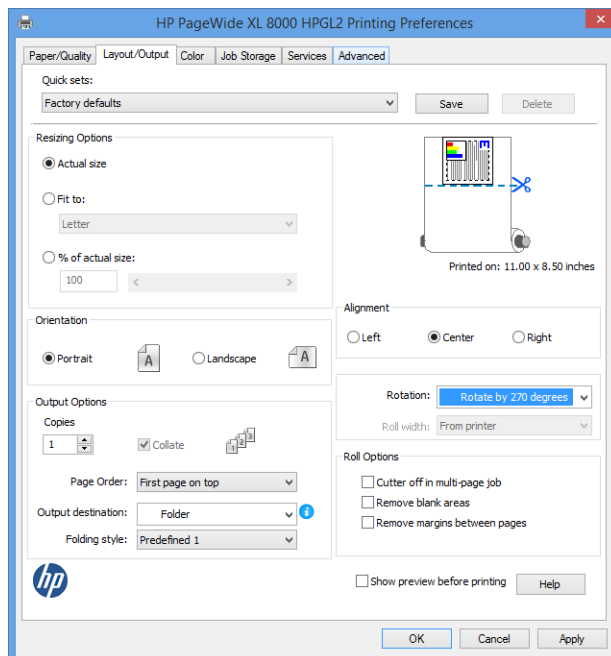 HP PageWide XL 8000 HPGL2 Printing Preferences
Paper/Quality Layout/Output Color Job Storage Services Advanced
Quick sets:
Factory defaults Save Delete
Resizing Options
Actual size
Fit to:
Letter
% of actual size:
100
E
Printed on: 11.00 x 8.50 inches
Alignment
Left Center Right
Orientation
Portrait A Landscape A
Rotation: Rotate by 270 degrees
Roll width: From printer
Output Options
Copies
1 Collate 1 2 3
Page Order: First page on top
Output destination: Folder i
Folding style: Predefined 1
Roll Options
Cutter off in multi-page job
Remove blank areas
Remove margins between pages
hp
Show preview before printing Help
OK Cancel Apply